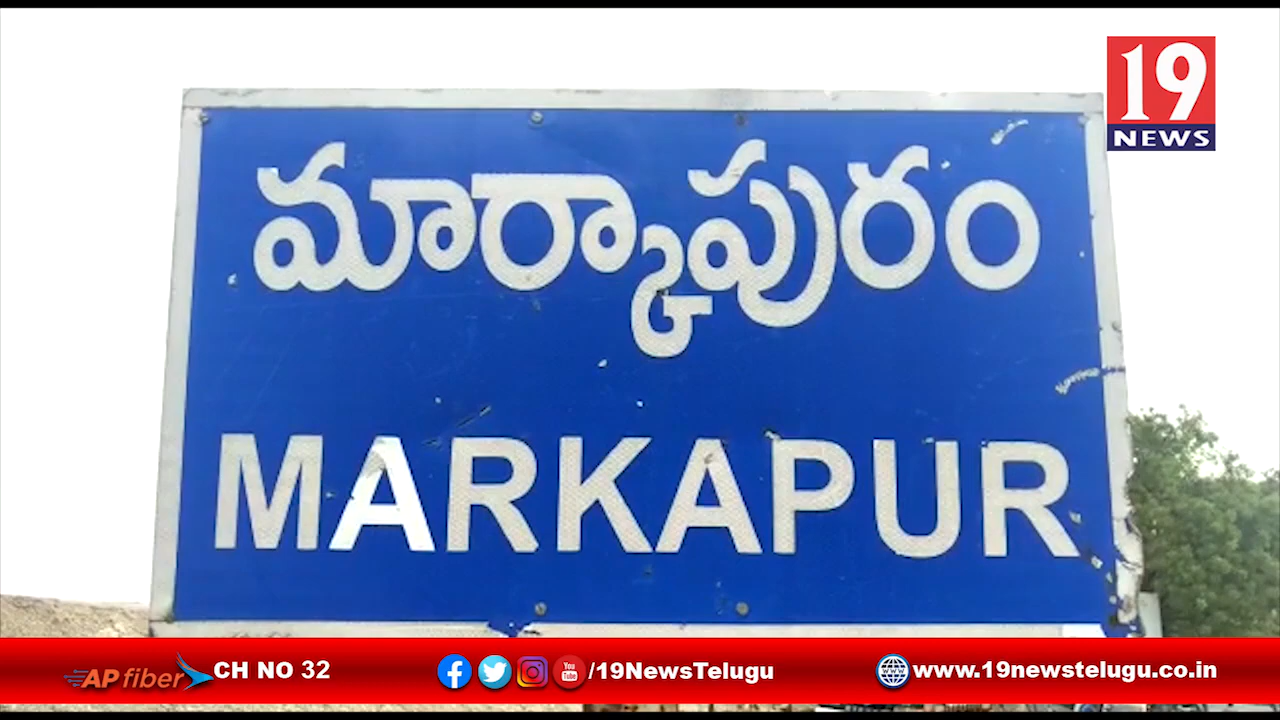 19
NEWS
మార్కాపురం
MARKAPUR
AP fiber CH NO 32 /19NewsTelugu www.19newstelugu.co.in